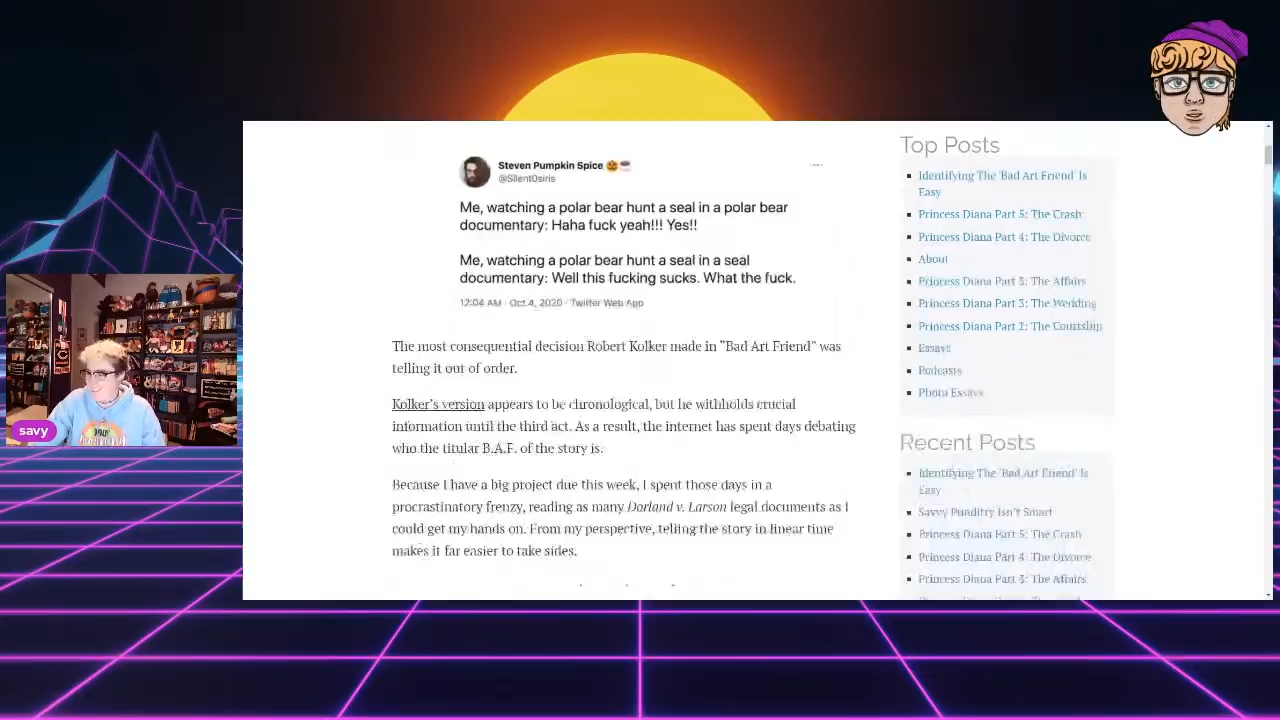 Steven Pumpkin Spice 🎃☕
@SilentOsiris
Me, watching a polar bear hunt a seal in a polar bear
documentary: Haha fuck yeah!!! Yes!!
Me, watching a polar bear hunt a seal in a seal
documentary: Well this fucking sucks. What the fuck.
12:04 AM · Oct 4, 2020 · Twitter Web App
The most consequential decision Robert Kolker made in “Bad Art Friend” was
telling it out of order.
Kolker’s version appears to be chronological, but he withholds crucial
information until the third act. As a result, the internet has spent days debating
who the titular B.A.F. of the story is.
Because I have a big project due this week, I spent those days in a
procrastinatory frenzy, reading as many Dorland v. Larson legal documents as I
could get my hands on. From my perspective, telling the story in linear time
makes it far easier to take sides.
Top Posts
Identifying The 'Bad Art Friend' Is
Easy
Princess Diana Part 5: The Crash
Princess Diana Part 4: The Divorce
About
Princess Diana Part 3: The Affairs
Princess Diana Part 3: The Wedding
Princess Diana Part 2: The Courtship
Essays
Podcasts
Photo Essays
Recent Posts
Identifying The 'Bad Art Friend' Is
Easy
Savvy Punditry Isn't Smart
Princess Diana Part 5: The Crash
Princess Diana Part 4: The Divorce
Princess Diana Part 3: The Affairs
savy